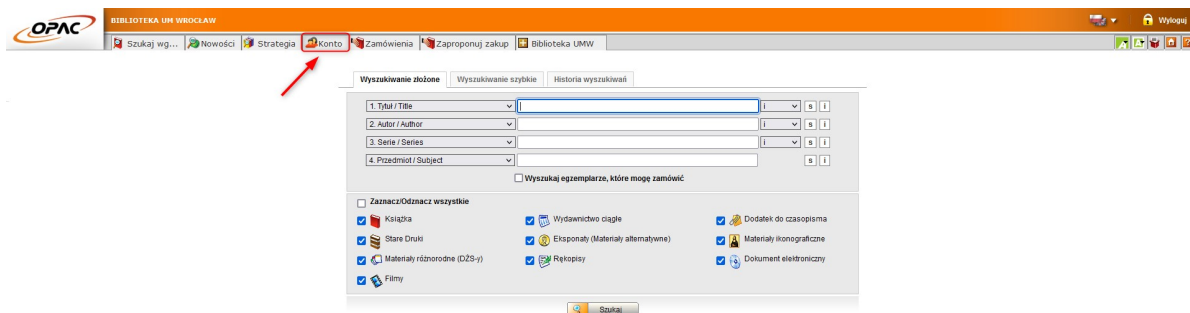 OPAC
BIBLIOTEKA UM WROCŁAW
Wyloguj
Szukaj wg... Nowości Strategia Konto Zamówienia Zaproponuj zakup Biblioteka UMW
Wyszukiwanie złożone Wyszukiwanie szybkie Historia wyszukiwań
1. Tytuł / Title i s i
2. Autor / Author i s i
3. Serie / Series i s i
4. Przedmiot / Subject s i
Wyszukaj egzemplarze, które mogę zamówić
Zaznacz/Odznacz wszystkie
Książka Wydawnictwo ciągłe Dodatek do czasopisma
Stare Druki Eksponaty (Materiały alternatywne) Materiały ikonograficzne
Materiały różnorodne (DŻS-y) Rękopisy Dokument elektroniczny
Filmy
Szukaj